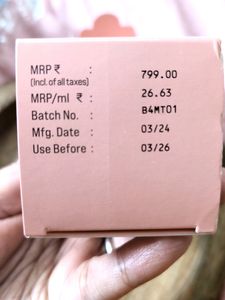 MRP ₹ : 799.00
(Incl. of all taxes)
MRP/ml ₹ : 26.63
Batch No. : B4MT01
Mfg. Date : 03/24
Use Before : 03/26